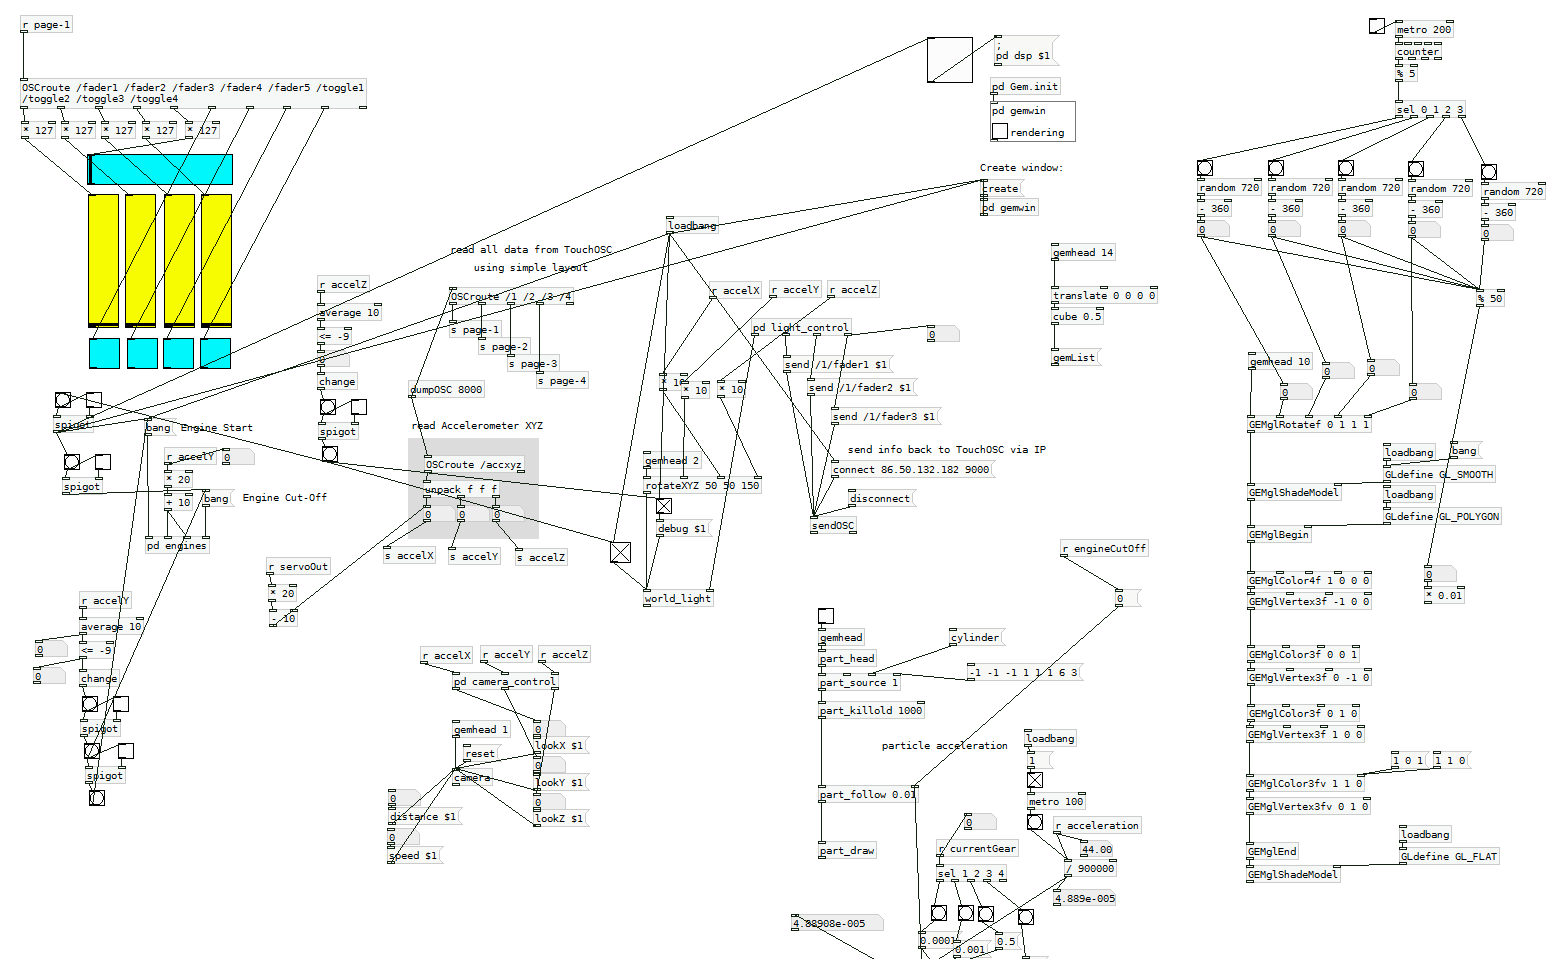 r page-1
OSCroute /fader1 /fader2 /fader3 /fader4 /fader5 /toggle1
/toggle2 /toggle3 /toggle4
* 127
* 127
* 127
* 127
* 127
;
pd dsp $1
pd Gem.init
pd gemwin
rendering
Create window:
create
pd gemwin
metro 200
counter
% 5
sel 0 1 2 3
random 720
random 720
random 720
random 720
random 720
- 360
- 360
- 360
- 360
- 360
0
0
0
0
0
% 50
loadbang
read all data from TouchOSC
using simple layout
OSCroute /1 /2 /3 /4
s page-1
s page-2
s page-3
s page-4
dumpOSC 8000
read Accelerometer XYZ
OSCroute /accxyz
unpack f f f
0
0
0
s accelX
s accelY
s accelZ
r accelZ
average 10
<= -9
change
spigot
spigot
spigot
bang
Engine Start
r accelY
0
* 20
+ 10
bang
Engine Cut-Off
pd engines
r servoOut
* 20
- 10
r accelY
average 10
<= -9
0
0
change
spigot
spigot
r accelX
r accelY
r accelZ
pd light_control
0
send /1/fader1 $1
send /1/fader2 $1
send /1/fader3 $1
* 10
* 10
* 10
send info back to TouchOSC via IP
connect 86.50.132.182 9000
disconnect
sendOSC
gemhead 2
rotateXYZ 50 50 150
debug $1
world_light
gemhead 14
translate 0 0 0 0
cube 0.5
gemList
r engineCutOff
0
r accelX
r accelY
r accelZ
pd camera_control
gemhead 1
reset
camera
0
lookX $1
0
lookY $1
0
lookZ $1
0
distance $1
0
speed $1
gemhead
part_head
part_source 1
part_killold 1000
cylinder
-1 -1 -1 1 1 1 6 3
particle acceleration
part_follow 0.01
part_draw
loadbang
1
metro 100
r acceleration
44.00
/ 900000
4.889e-005
0
r currentGear
sel 1 2 3 4
0.0001
0.001
0.5
4.88908e-005
gemhead 10
0
0
0
0
GEMglRotatef 0 1 1 1
loadbang
bang
GLdefine GL_SMOOTH
GEMglShadeModel
loadbang
GLdefine GL_POLYGON
GEMglBegin
0
* 0.01
GEMglColor4f 1 0 0 0
GEMglVertex3f -1 0 0
GEMglColor3f 0 0 1
GEMglVertex3f 0 -1 0
GEMglColor3f 0 1 0
GEMglVertex3f 1 0 0
1 0 1
1 1 0
GEMglColor3fv 1 1 0
GEMglVertex3fv 0 1 0
loadbang
GLdefine GL_FLAT
GEMglEnd
GEMglShadeModel